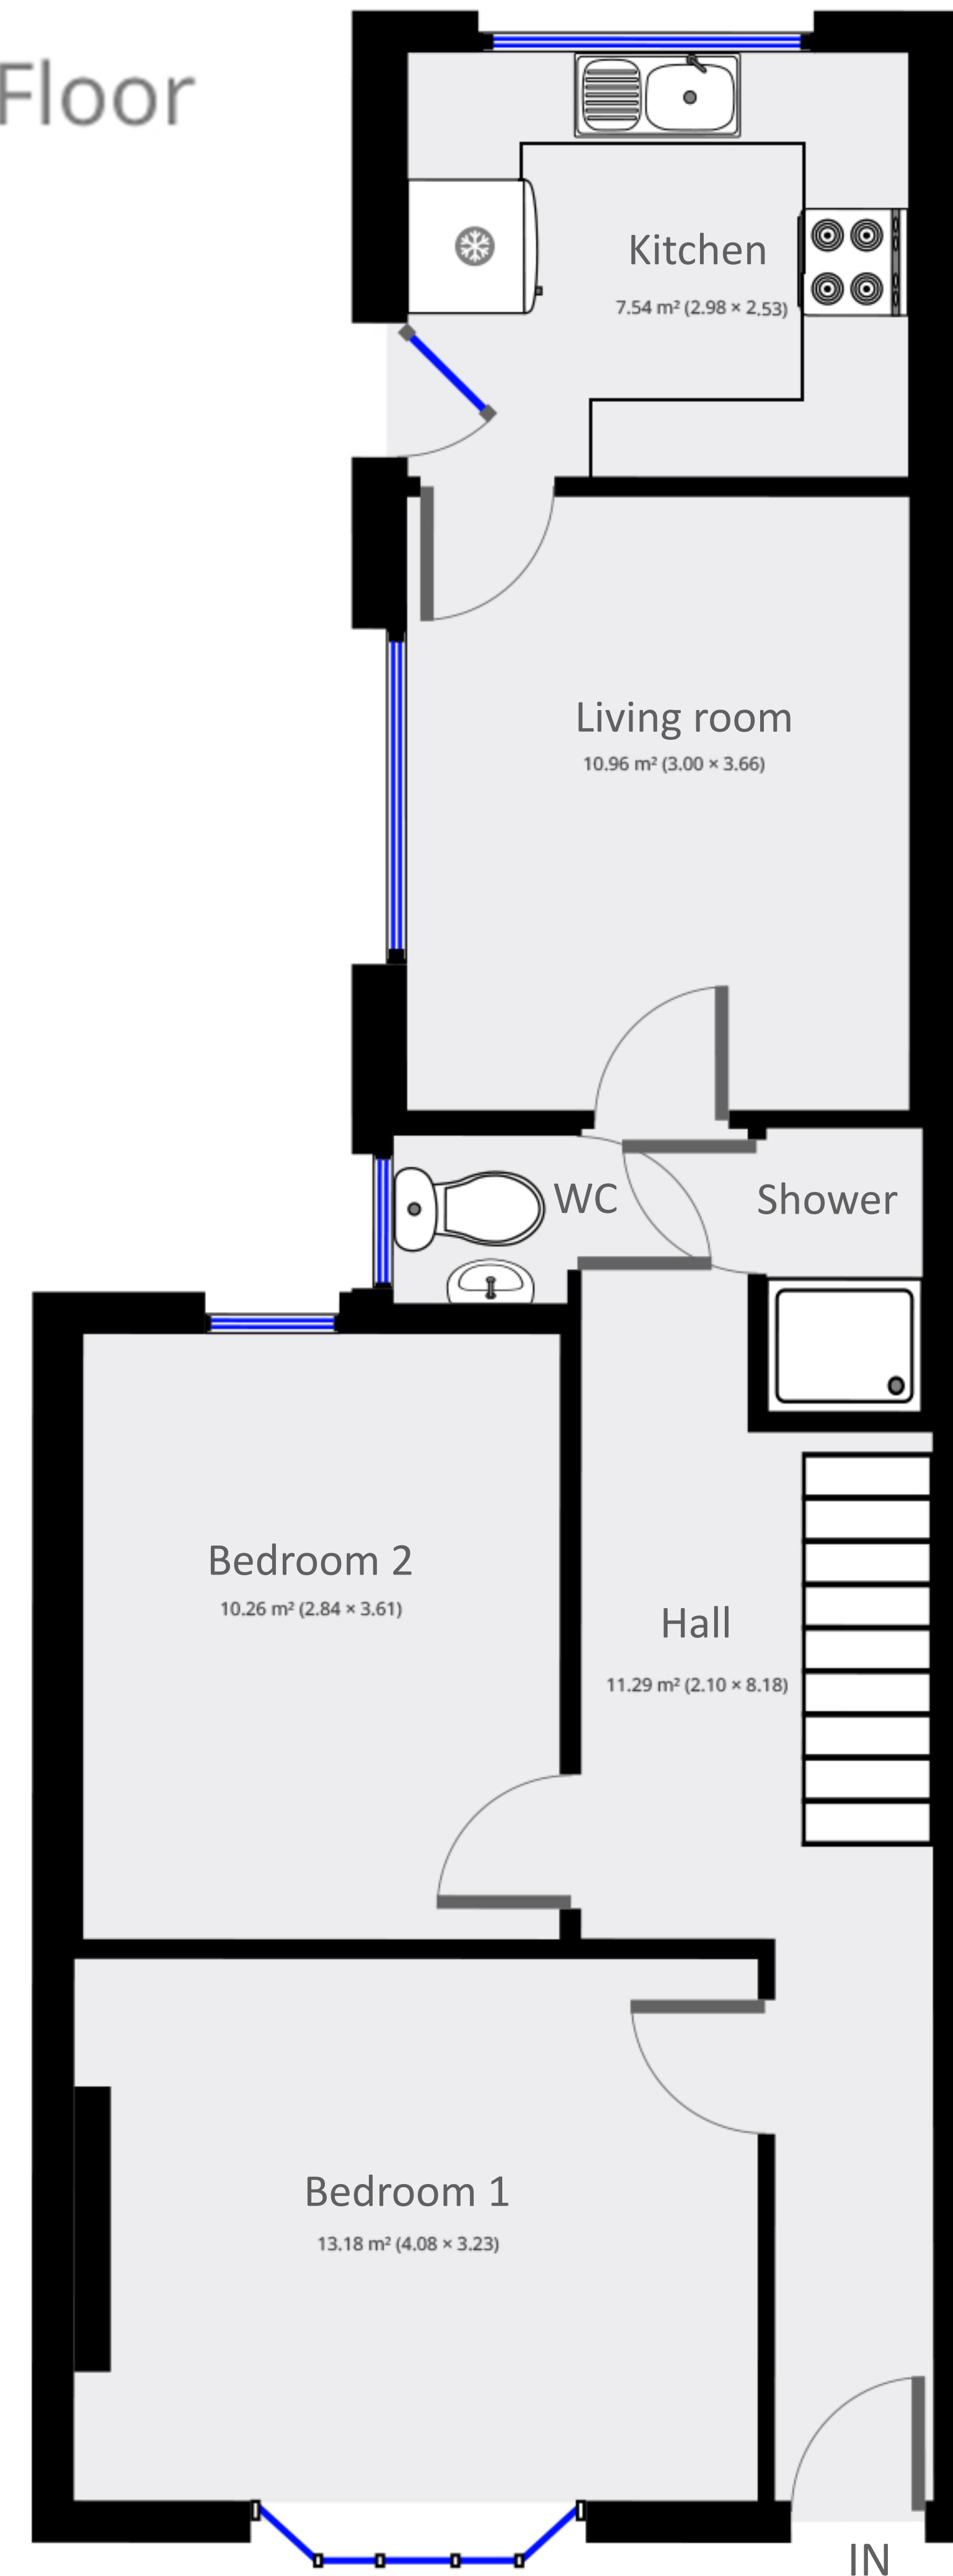 Floor
Kitchen
7.54 m² (2.98 × 2.53)
Living room
10.96 m² (3.00 × 3.66)
WC
Shower
Bedroom 2
10.26 m² (2.84 × 3.61)
Hall
11.29 m² (2.10 × 8.18)
Bedroom 1
13.18 m² (4.08 × 3.23)
IN